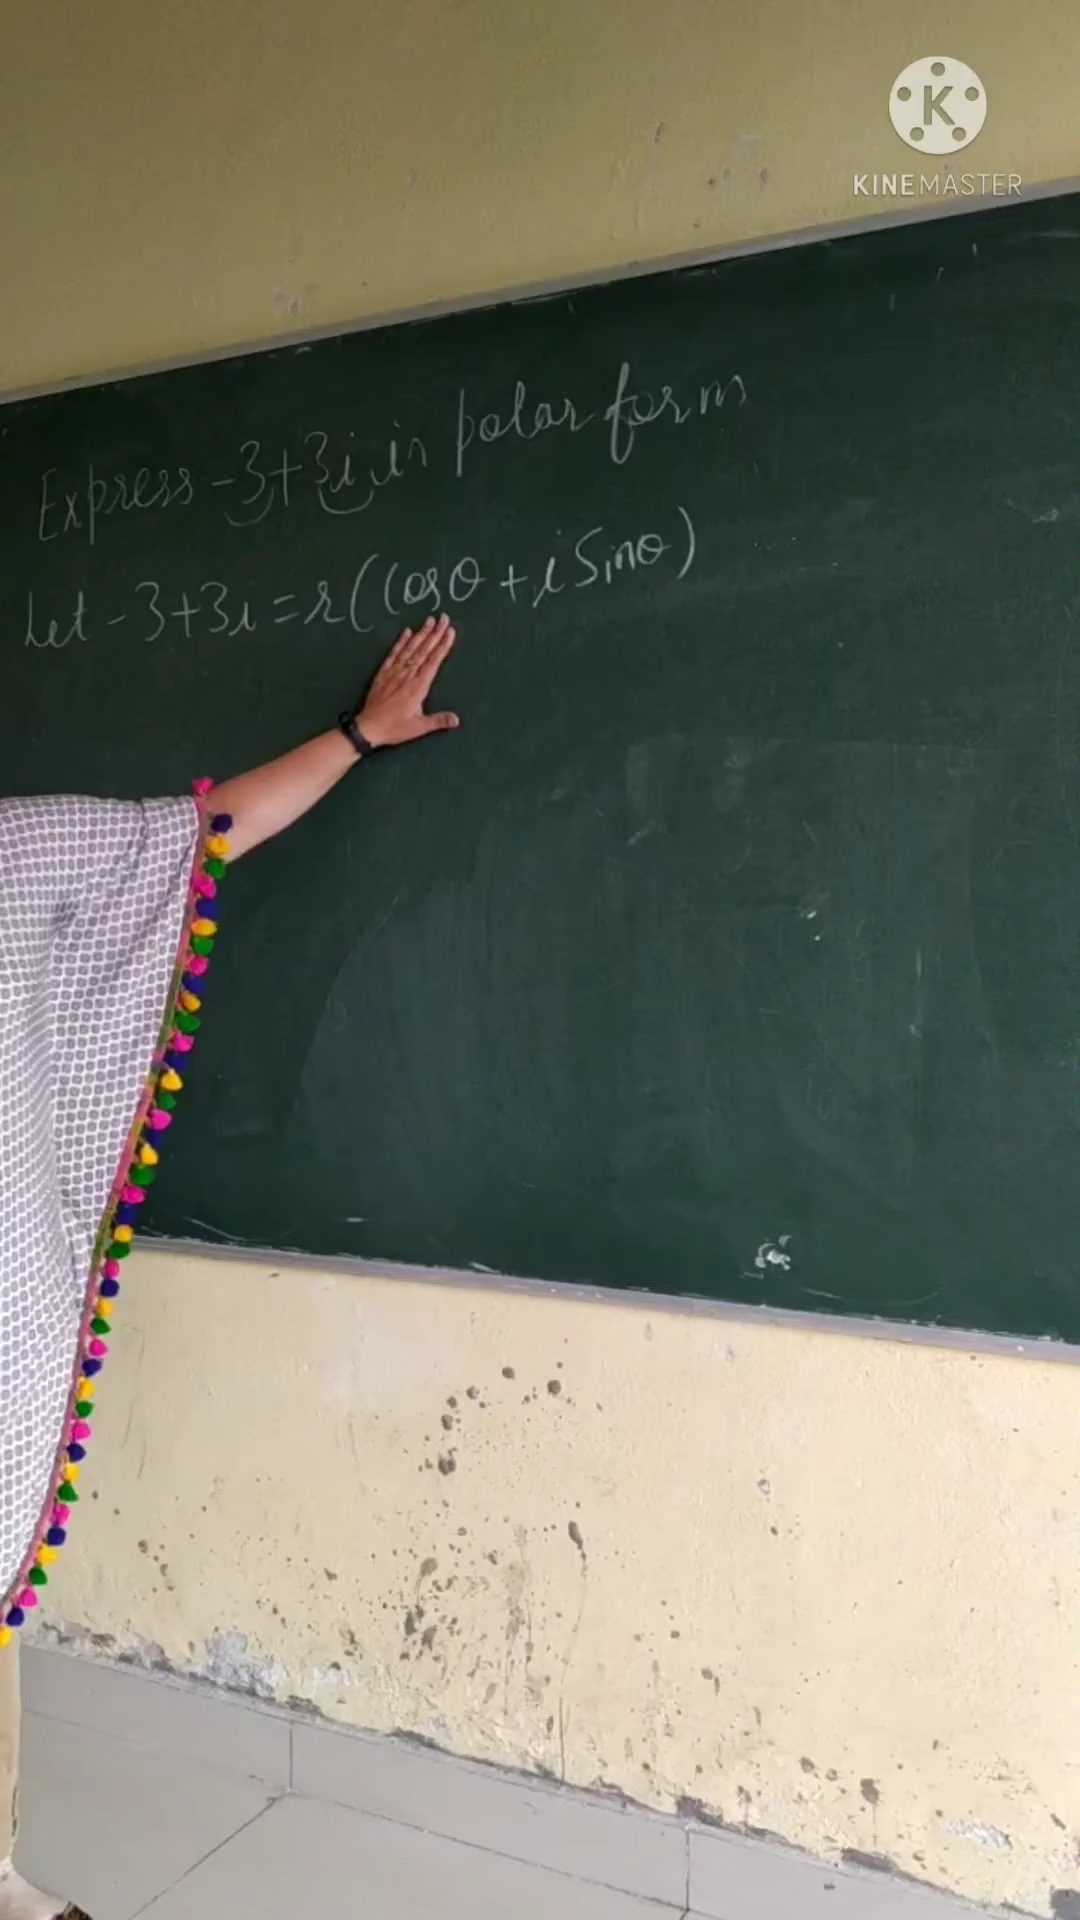 K
KINEMASTER
Express -3+3i in polar form
Let -3+3i = r(Cosθ + i Sinθ)